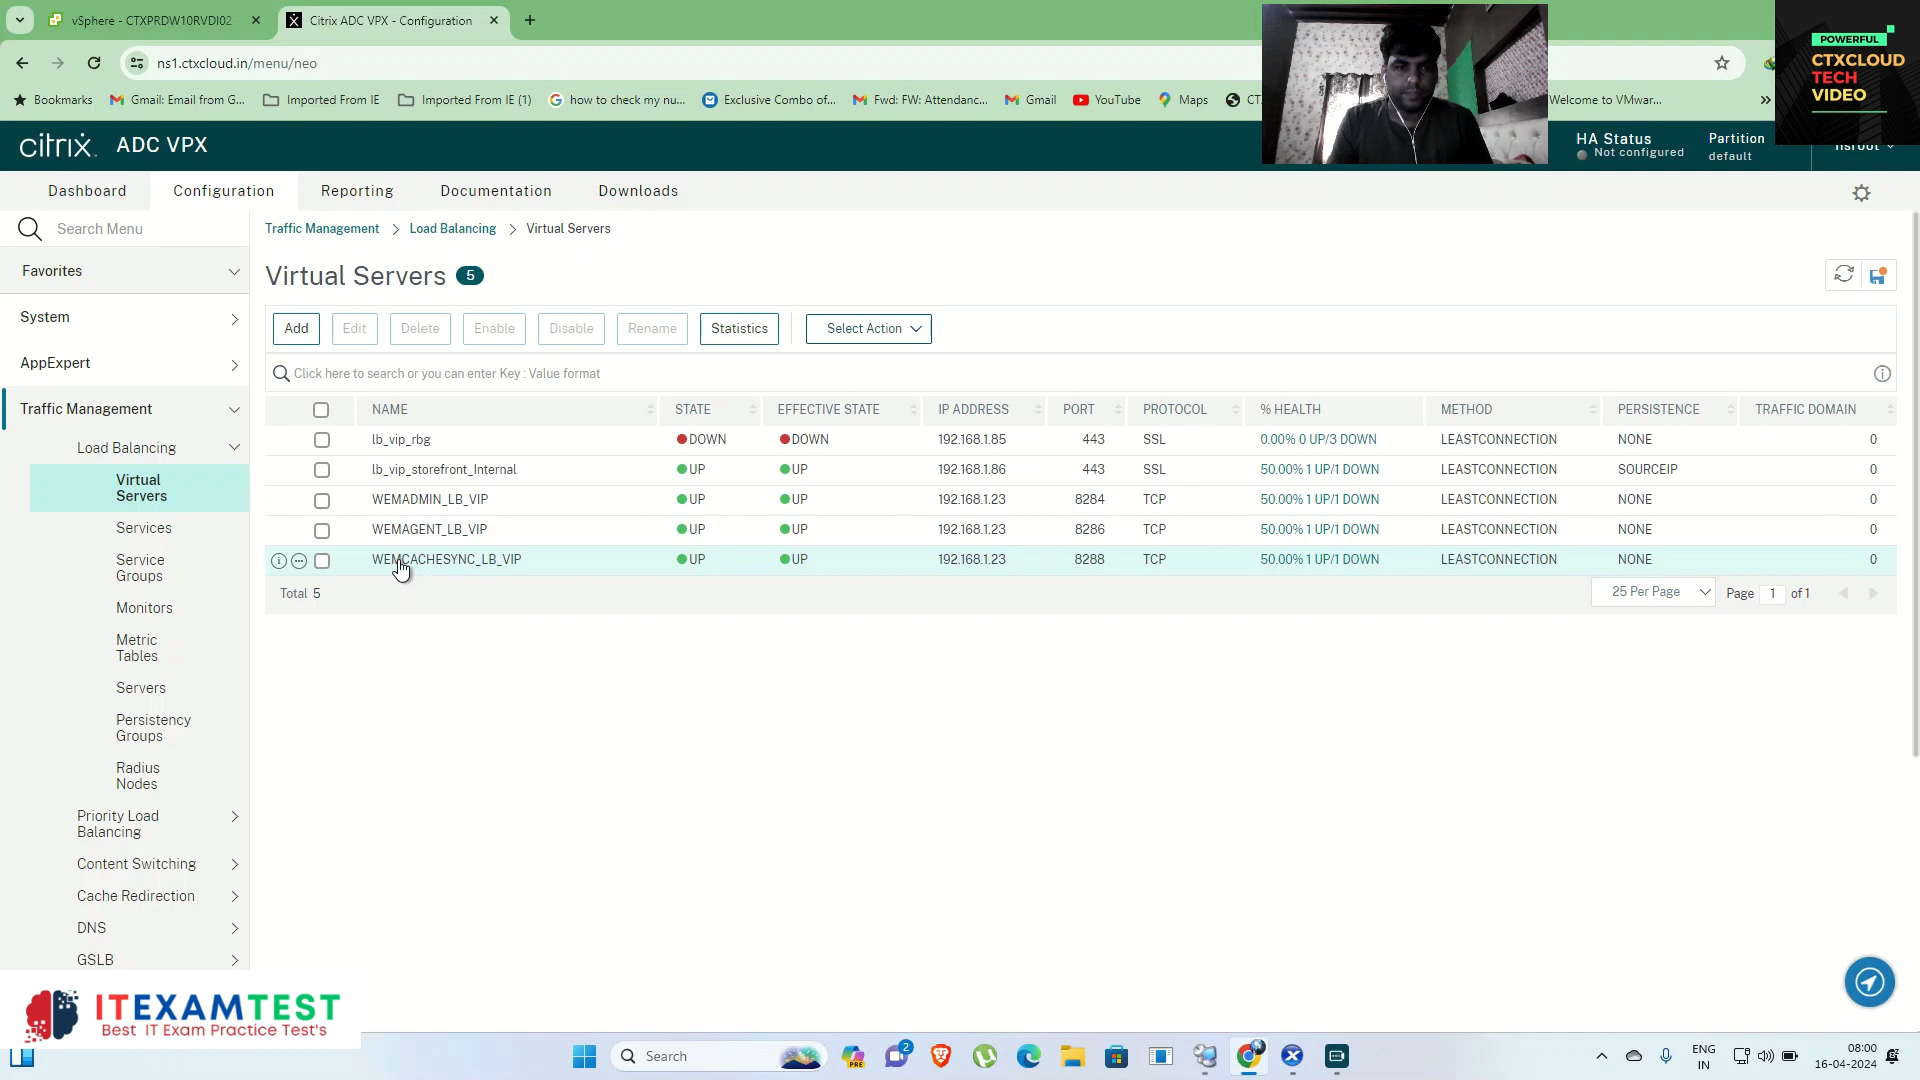 vSphere - CTXPRDW10RVDI02
Citrix ADC VPX - Configuration
ns1.ctxcloud.in/menu/neo
Bookmarks
Gmail: Email from G...
Imported From IE
Imported From IE (1)
how to check my nu...
Exclusive Combo of...
Fwd: FW: Attendanc...
Gmail
YouTube
Maps
Welcome to VMwar...
POWERFUL
CTXCLOUD
TECH
VIDEO
citrix. ADC VPX
HA Status
Not configured
Partition
default
nsroot
Dashboard
Configuration
Reporting
Documentation
Downloads
Search Menu
Favorites
System
AppExpert
Traffic Management
Load Balancing
Virtual
Servers
Services
Service
Groups
Monitors
Metric
Tables
Servers
Persistency
Groups
Radius
Nodes
Priority Load
Balancing
Content Switching
Cache Redirection
DNS
GSLB
Traffic Management > Load Balancing > Virtual Servers
Virtual Servers 5
Add Edit Delete Enable Disable Rename Statistics Select Action
Click here to search or you can enter Key : Value format
NAME STATE EFFECTIVE STATE IP ADDRESS PORT PROTOCOL % HEALTH METHOD PERSISTENCE TRAFFIC DOMAIN
lb_vip_rbg DOWN DOWN 192.168.1.85 443 SSL 0.00% 0 UP/3 DOWN LEASTCONNECTION NONE 0
lb_vip_storefront_Internal UP UP 192.168.1.86 443 SSL 50.00% 1 UP/1 DOWN LEASTCONNECTION SOURCEIP 0
WEMADMIN_LB_VIP UP UP 192.168.1.23 8284 TCP 50.00% 1 UP/1 DOWN LEASTCONNECTION NONE 0
WEMAGENT_LB_VIP UP UP 192.168.1.23 8286 TCP 50.00% 1 UP/1 DOWN LEASTCONNECTION NONE 0
WEMCACHESYNC_LB_VIP UP UP 192.168.1.23 8288 TCP 50.00% 1 UP/1 DOWN LEASTCONNECTION NONE 0
Total 5
25 Per Page Page 1 of 1
ITEXAMTEST
Best IT Exam Practice Test's
Search
PRE
2
ENG
IN
08:00
16-04-2024